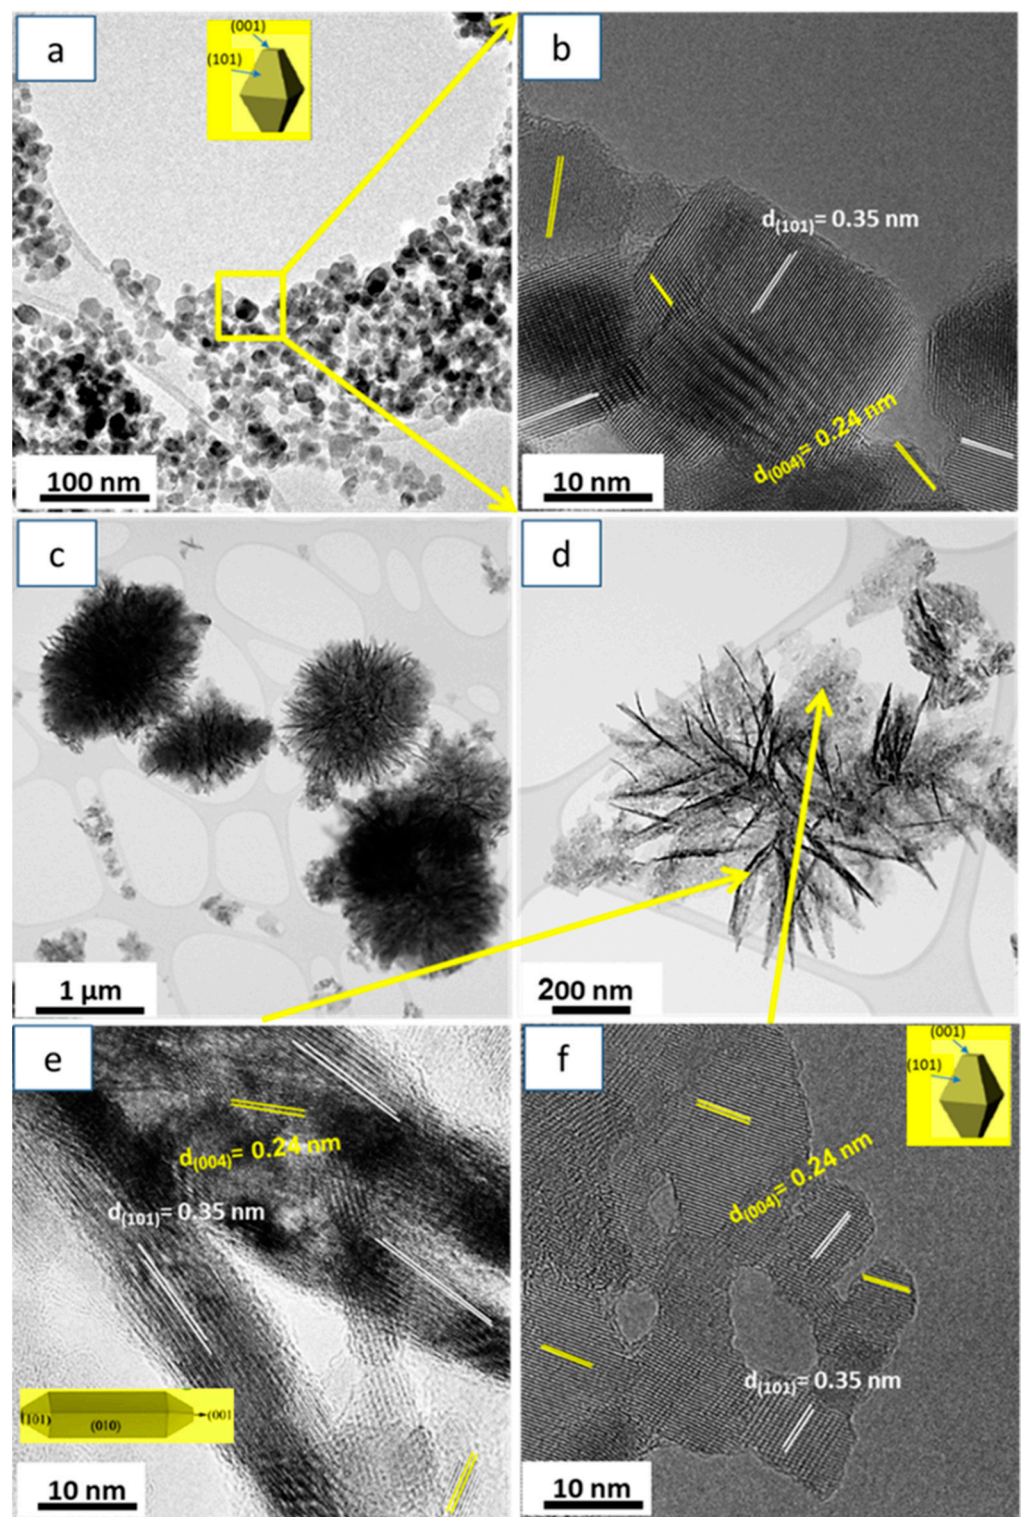 a
(001)
(101)
100 nm
b
d(101)= 0.35 nm
d(004)= 0.24 nm
10 nm
c
1 µm
d
200 nm
e
d(004)= 0.24 nm
d(101)= 0.35 nm
(101)
(010)
(001
10 nm
f
(001)
(101)
d(004)= 0.24 nm
d(101)= 0.35 nm
10 nm